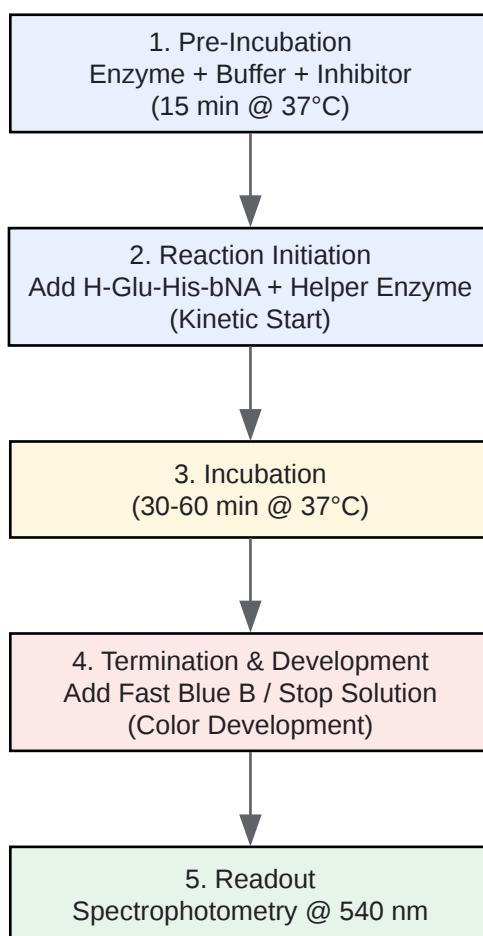 1. Pre-Incubation
Enzyme + Buffer + Inhibitor
(15 min @ 37°C)
2. Reaction Initiation
Add H-Glu-His-bNA + Helper Enzyme
(Kinetic Start)
3. Incubation
(30-60 min @ 37°C)
4. Termination & Development
Add Fast Blue B / Stop Solution
(Color Development)
5. Readout
Spectrophotometry @ 540 nm